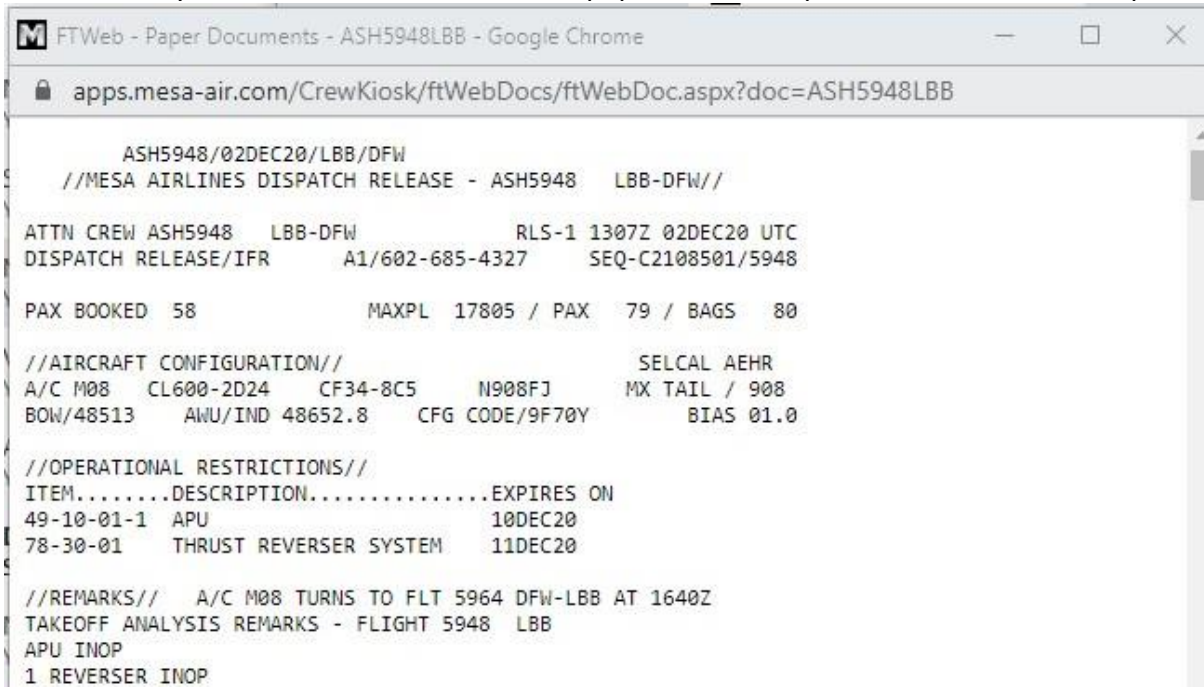 FTWeb - Paper Documents - ASH5948LBB - Google Chrome
apps.mesa-air.com/CrewKiosk/ftWebDocs/ftWebDoc.aspx?doc=ASH5948LBB
ASH5948/02DEC20/LBB/DFW
//MESA AIRLINES DISPATCH RELEASE - ASH5948 LBB-DFW//
ATTN CREW ASH5948 LBB-DFW RLS-1 1307Z 02DEC20 UTC
DISPATCH RELEASE/IFR A1/602-685-4327 SEQ-C2108501/5948
PAX BOOKED 58 MAXPL 17805 / PAX 79 / BAGS 80
//AIRCRAFT CONFIGURATION// SELCAL AEHR
A/C M08 CL600-2D24 CF34-8C5 N908FJ MX TAIL / 908
BOW/48513 AWU/IND 48652.8 CFG CODE/9F70Y BIAS 01.0
//OPERATIONAL RESTRICTIONS//
ITEM........DESCRIPTION...............EXPIRES ON
49-10-01-1 APU 10DEC20
78-30-01 THRUST REVERSER SYSTEM 11DEC20
//REMARKS// A/C M08 TURNS TO FLT 5964 DFW-LBB AT 1640Z
TAKEOFF ANALYSIS REMARKS - FLIGHT 5948 LBB
APU INOP
1 REVERSER INOP